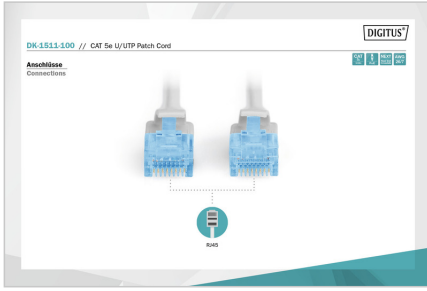 DIGITUS®
DK-1511-100 // CAT 5e U/UTP Patch Cord
Anschlüsse
Connections
RJ45